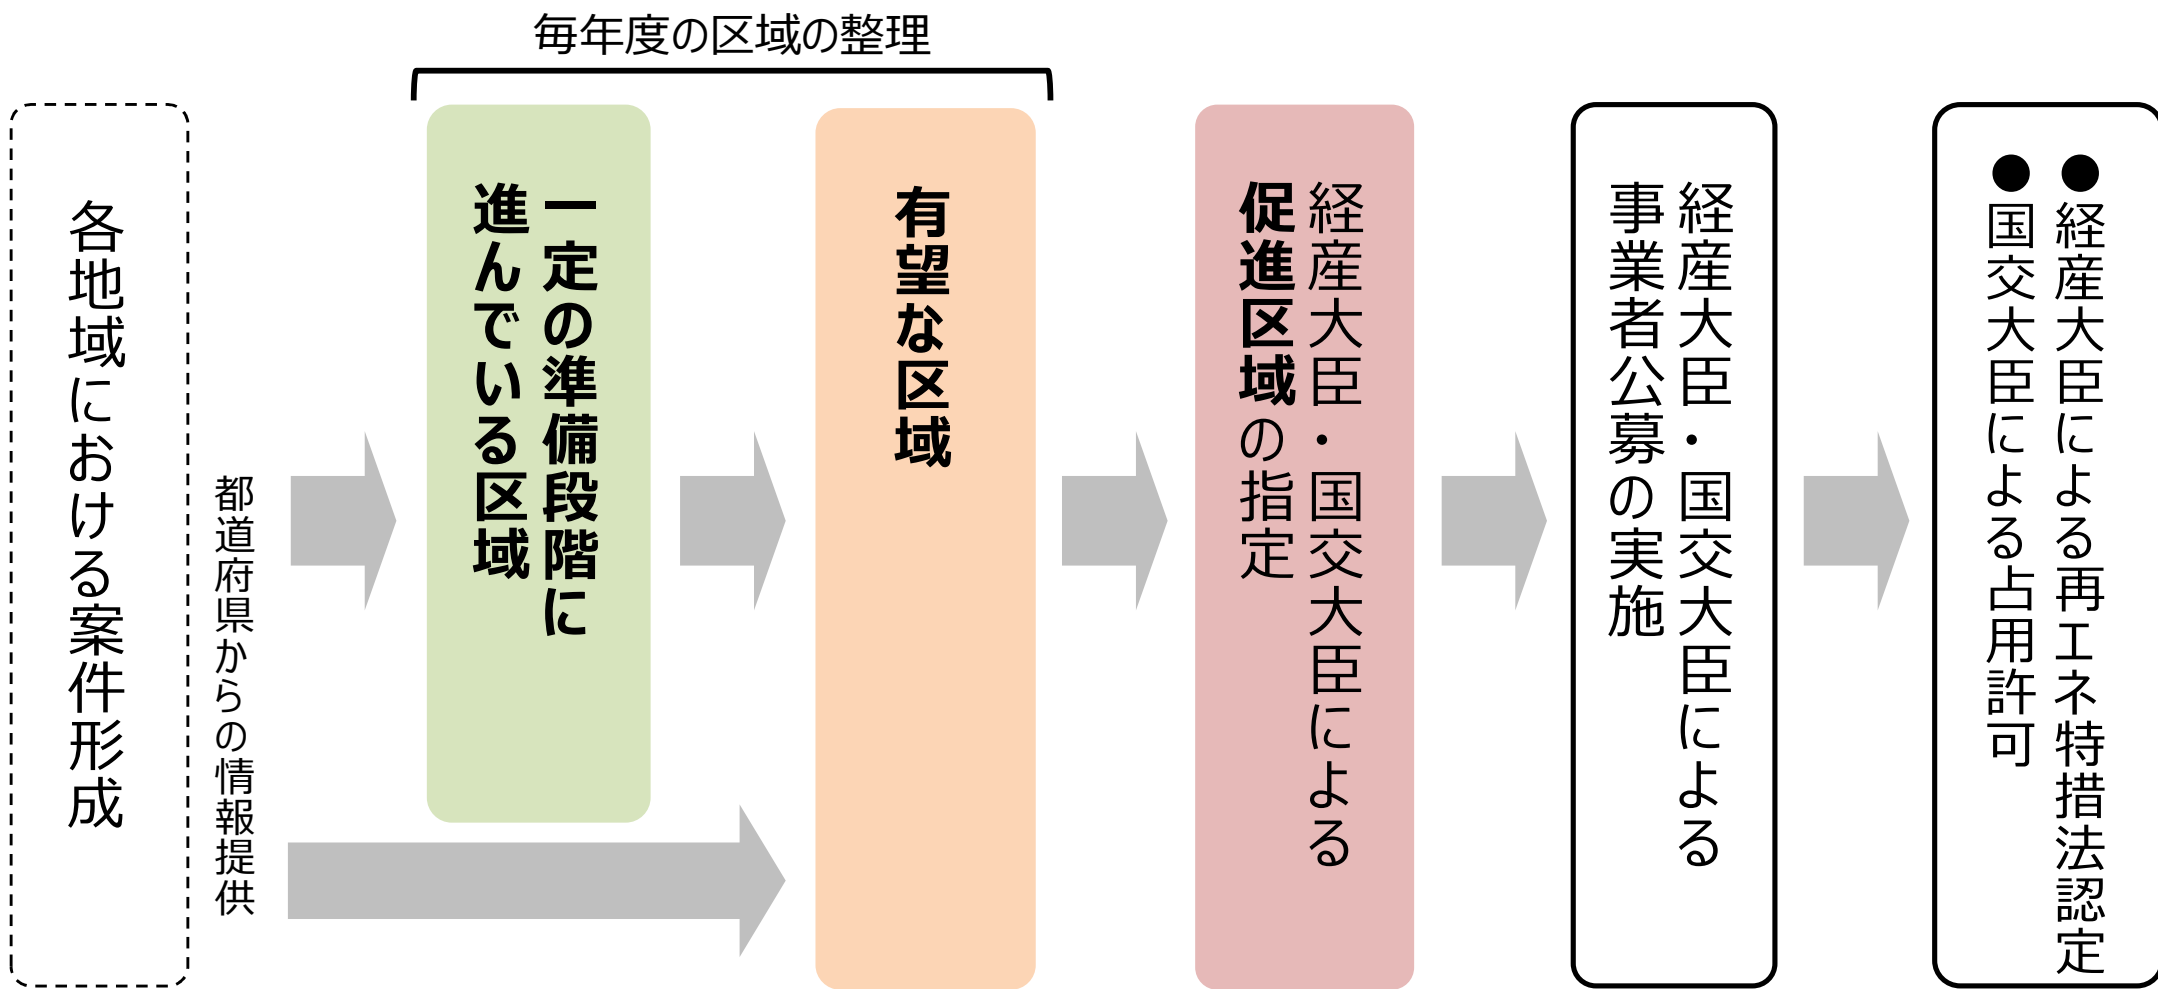 毎年度の区域の整理
各地域における案件形成
都道府県からの情報提供
一定の準備段階に
進んでいる区域
有望な区域
経産大臣・国交大臣による
促進区域の指定
経産大臣・国交大臣による
事業者公募の実施
●経産大臣による再エネ特措法認定
●国交大臣による占用許可